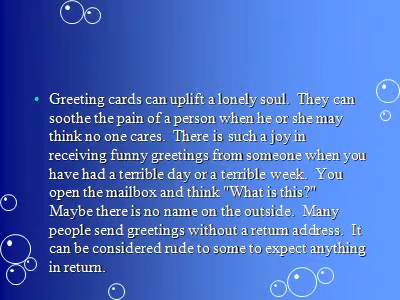 • Greeting cards can uplift a lonely soul.  They can
soothe the pain of a person when he or she may
think no one cares.  There is such a joy in
receiving funny greetings from someone when you
have had a terrible day or a terrible week.  You
open the mailbox and think "What is this?"
Maybe there is no name on the outside.  Many
people send greetings without a return address.  It
can be considered rude to some to expect anything
in return.